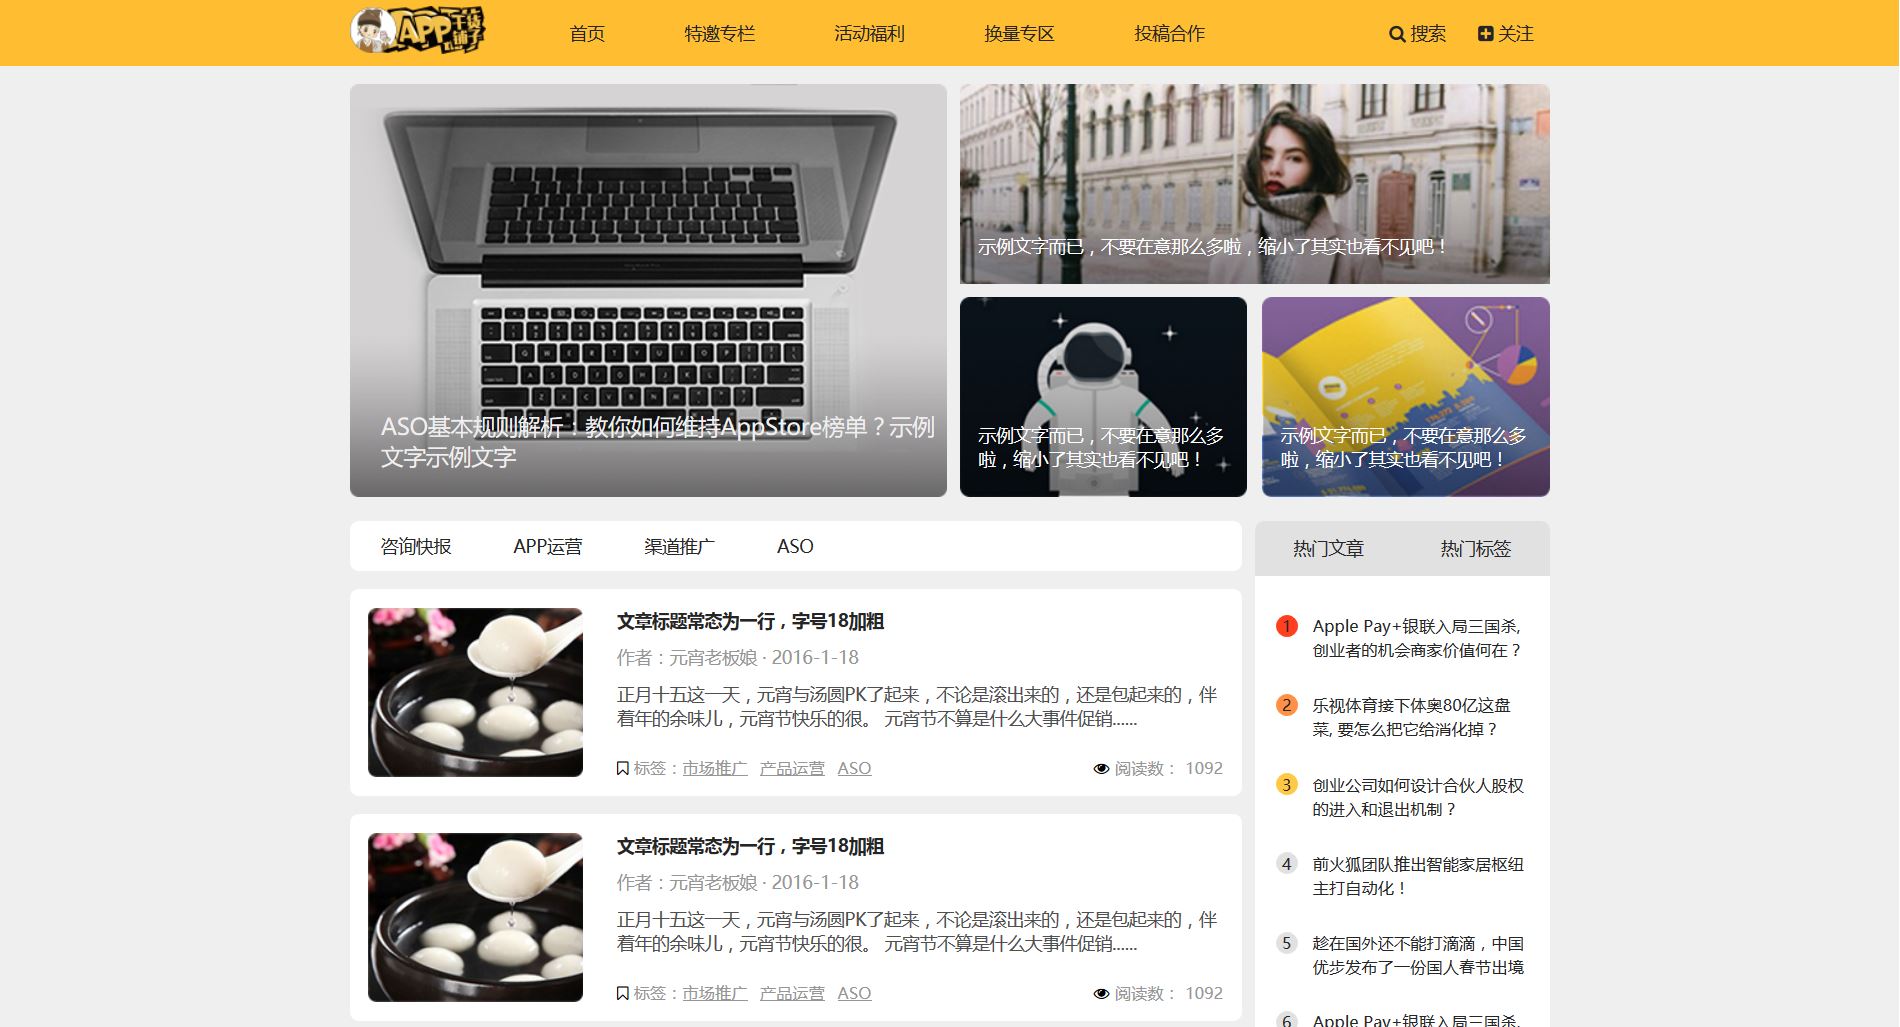 APP干货铺子
首页
特邀专栏
活动福利
换量专区
投稿合作
搜索
关注
ASO基本规则解析！教你如何维持AppStore榜单？示例
文字示例文字
示例文字而已，不要在意那么多啦，缩小了其实也看不见吧！
示例文字而已，不要在意那么多
啦，缩小了其实也看不见吧！
示例文字而已，不要在意那么多
啦，缩小了其实也看不见吧！
咨询快报
APP运营
渠道推广
ASO
文章标题常态为一行，字号18加粗
作者：元宵老板娘 · 2016-1-18
正月十五这一天，元宵与汤圆PK了起来，不论是滚出来的，还是包起来的，伴
着年的余味儿，元宵节快乐的很。 元宵节不算是什么大事件促销......
标签：市场推广 产品运营 ASO
阅读数： 1092
文章标题常态为一行，字号18加粗
作者：元宵老板娘 · 2016-1-18
正月十五这一天，元宵与汤圆PK了起来，不论是滚出来的，还是包起来的，伴
着年的余味儿，元宵节快乐的很。 元宵节不算是什么大事件促销......
标签：市场推广 产品运营 ASO
阅读数： 1092
热门文章
热门标签
1 Apple Pay+银联入局三国杀,
创业者的机会商家价值何在？
2 乐视体育接下体奥80亿这盘
菜, 要怎么把它给消化掉？
3 创业公司如何设计合伙人股权
的进入和退出机制？
4 前火狐团队推出智能家居枢纽
主打自动化！
5 趁在国外还不能打滴滴，中国
优步发布了一份国人春节出境
6 Apple Pay+银联入局三国杀,